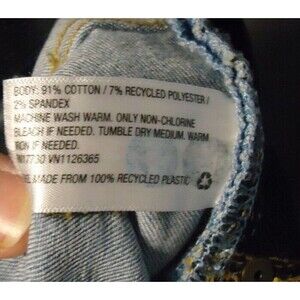 BODY: 91% COTTON / 7% RECYCLED POLYESTER /
2% SPANDEX
MACHINE WASH WARM. ONLY NON-CHLORINE
BLEACH IF NEEDED. TUMBLE DRY MEDIUM. WARM
IRON IF NEEDED.
VN1126365
MADE FROM 100% RECYCLED PLASTIC